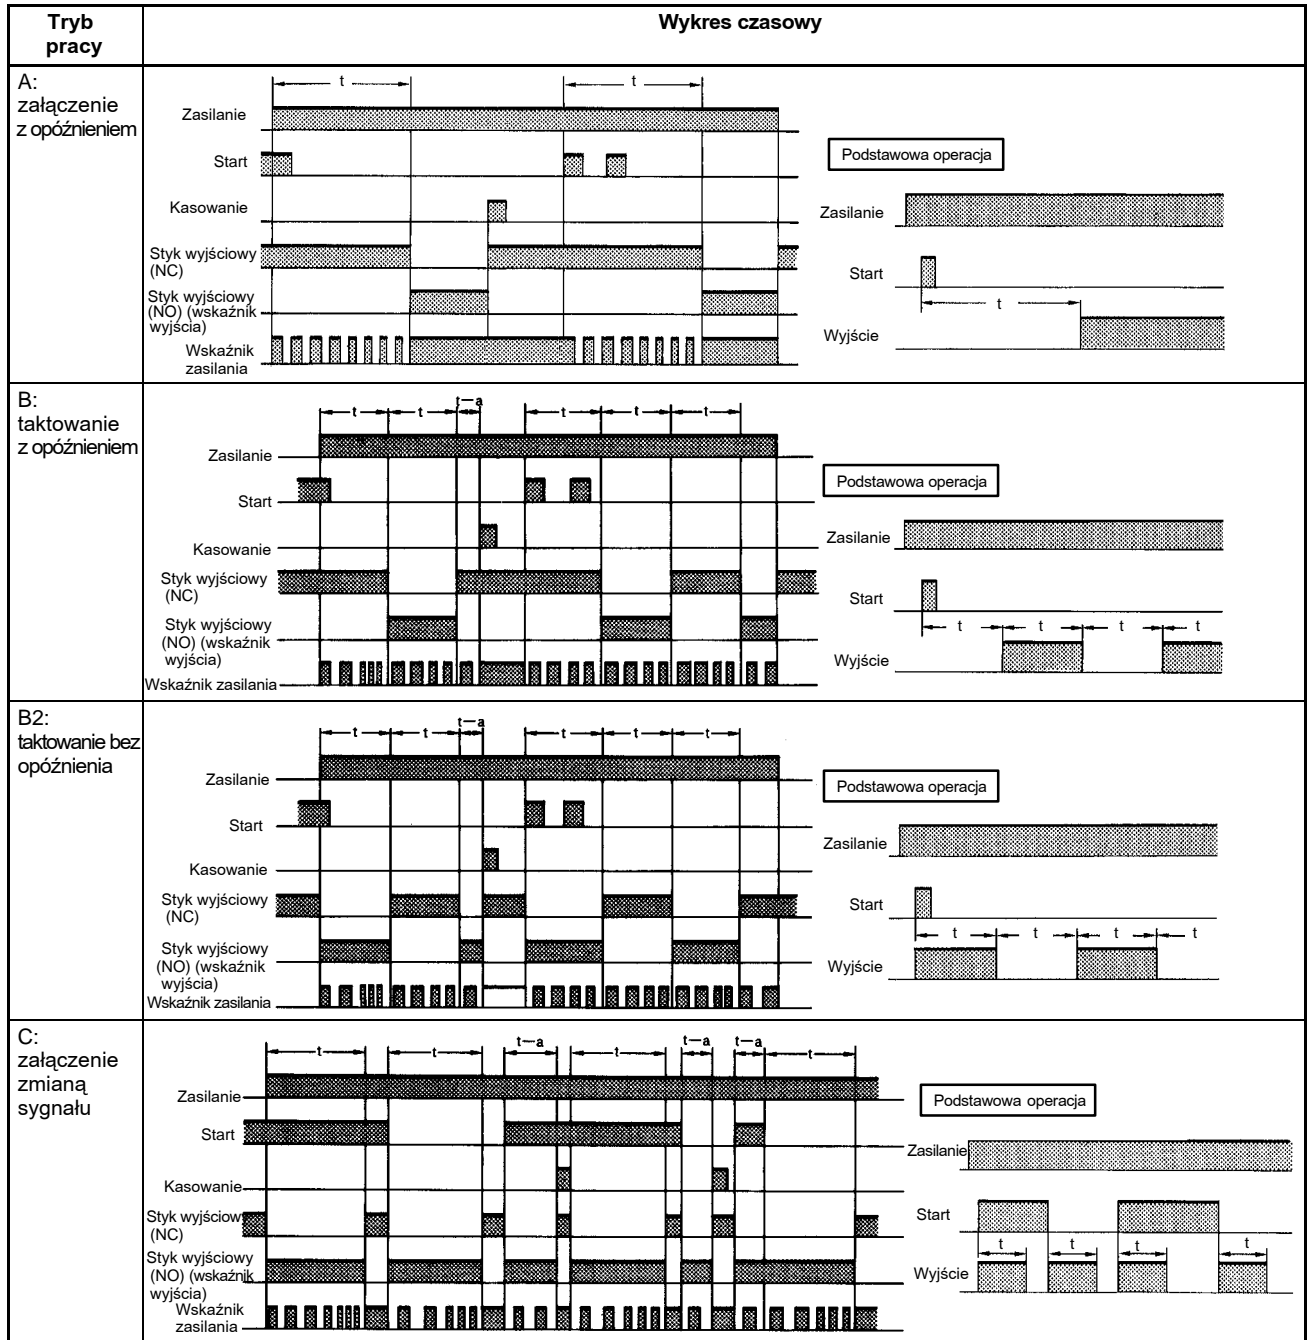 Tryb
pracy
Wykres czasowy
A:
załączenie
z opóźnieniem
t
t
Zasilanie
Start
Kasowanie
Styk wyjściowy
(NC)
Styk wyjściowy
(NO) (wskaźnik
wyjścia)
Wskaźnik
zasilania
Podstawowa operacja
Zasilanie
Start
t
Wyjście
B:
taktowanie
z opóźnieniem
t
t
t-a
t
t
t
Zasilanie
Start
Kasowanie
Styk wyjściowy
(NC)
Styk wyjściowy
(NO) (wskaźnik
wyjścia)
Wskaźnik zasilania
Podstawowa operacja
Zasilanie
Start
t
t
t
t
Wyjście
B2:
taktowanie bez
opóźnienia
t
t
t-a
t
t
t
Zasilanie
Start
Kasowanie
Styk wyjściowy
(NC)
Styk wyjściowy
(NO) (wskaźnik
wyjścia)
Wskaźnik zasilania
Podstawowa operacja
Zasilanie
Start
t
t
t
t
Wyjście
C:
załączenie
zmianą
sygnału
t
t
t-a
t
t-a
t-a
t
Zasilanie
Start
Kasowanie
Styk wyjściowy
(NC)
Styk wyjściowy
(NO) (wskaźnik
wyjścia)
Wskaźnik
zasilania
Podstawowa operacja
Zasilanie
Start
t
t
t
t
Wyjście